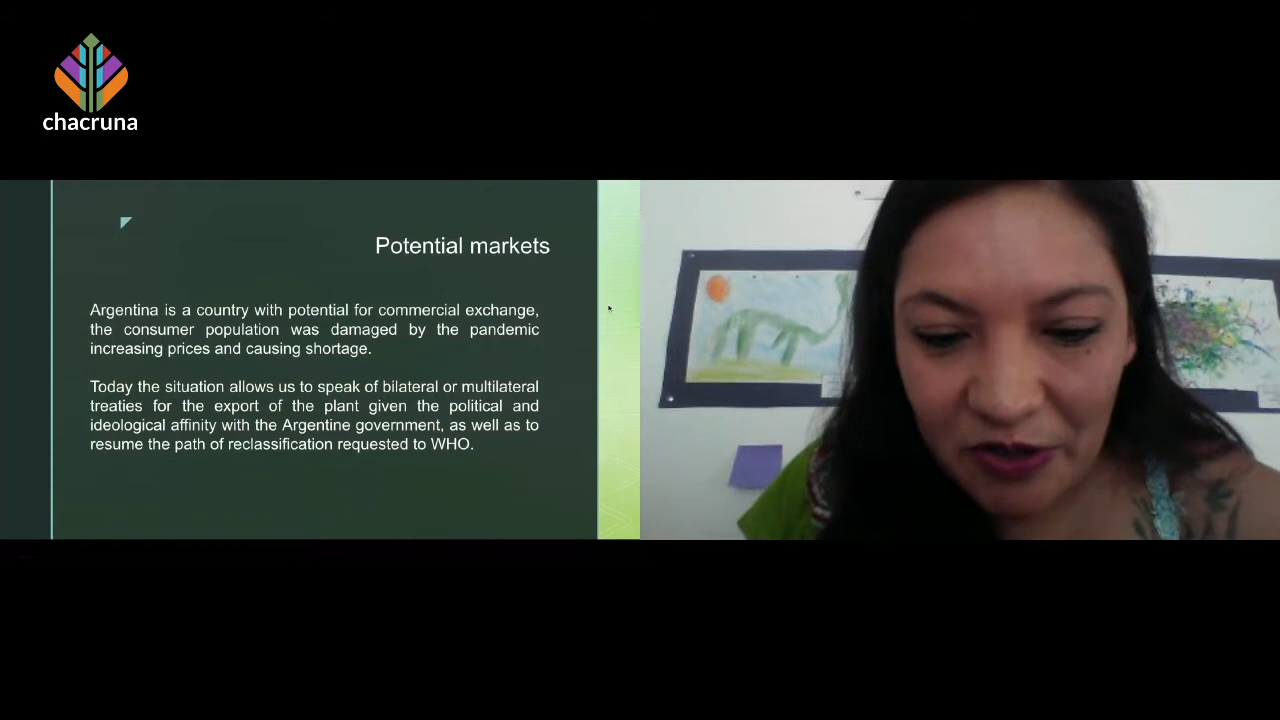 chacruna
Potential markets
Argentina is a country with potential for commercial exchange,
the consumer population was damaged by the pandemic
increasing prices and causing shortage.
Today the situation allows us to speak of bilateral or multilateral
treaties for the export of the plant given the political and
ideological affinity with the Argentine government, as well as to
resume the path of reclassification requested to WHO.